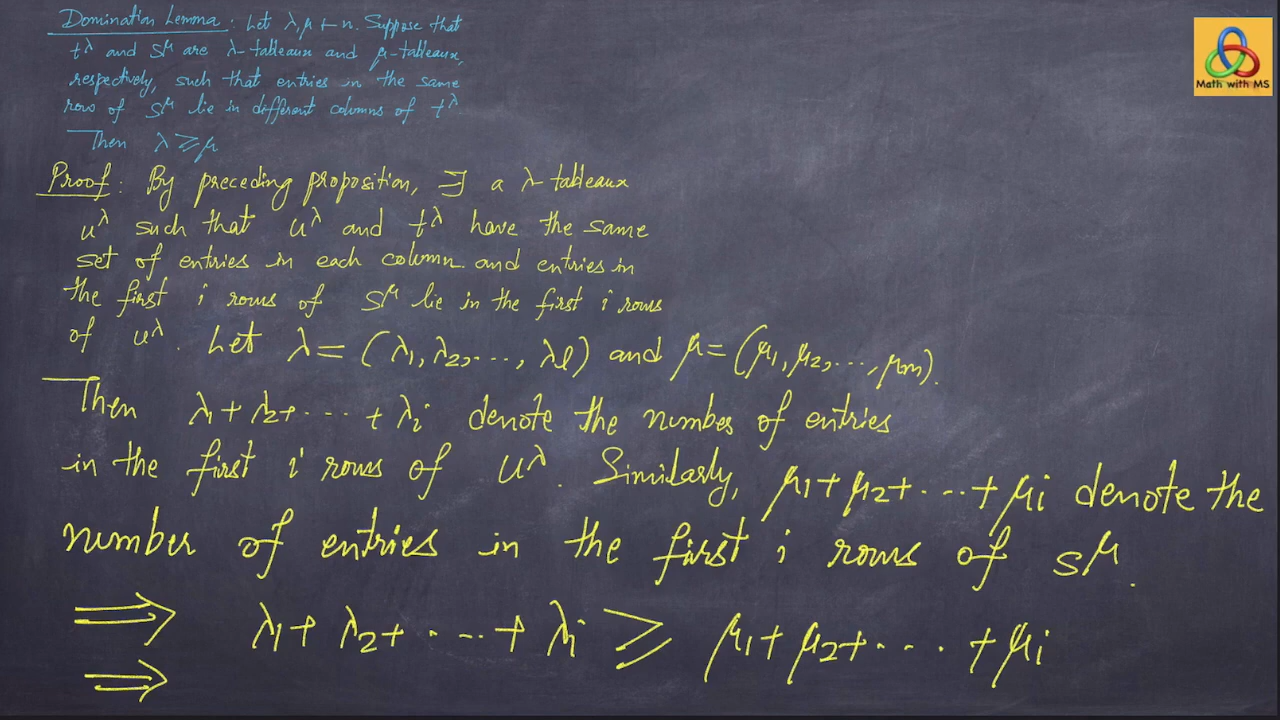 Domination Lemma : Let λ, μ ⊢ n. Suppose that
t^λ and s^μ are λ-tableaux and μ-tableaux,
respectively, such that entries in the same
row of s^μ lie in different columns of t^λ
Then λ ⩾ μ
Proof : By preceding proposition, ∃ a λ-tableaux
u^λ such that u^λ and t^λ have the same
set of entries in each column and entries in
the first i rows of s^μ lie in the first i rows
of u^λ. Let λ = (λ1, λ2, ..., λl) and μ = (μ1, μ2, ..., μm).
Then λ1 + λ2 + ... + λi denote the number of entries
in the first i rows of u^λ. Similarly, μ1 + μ2 + ... + μi denote the
number of entries in the first i rows of s^μ.
⟹ λ1 + λ2 + ... + λi ⩾ μ1 + μ2 + ... + μi
⟹
Math with MS